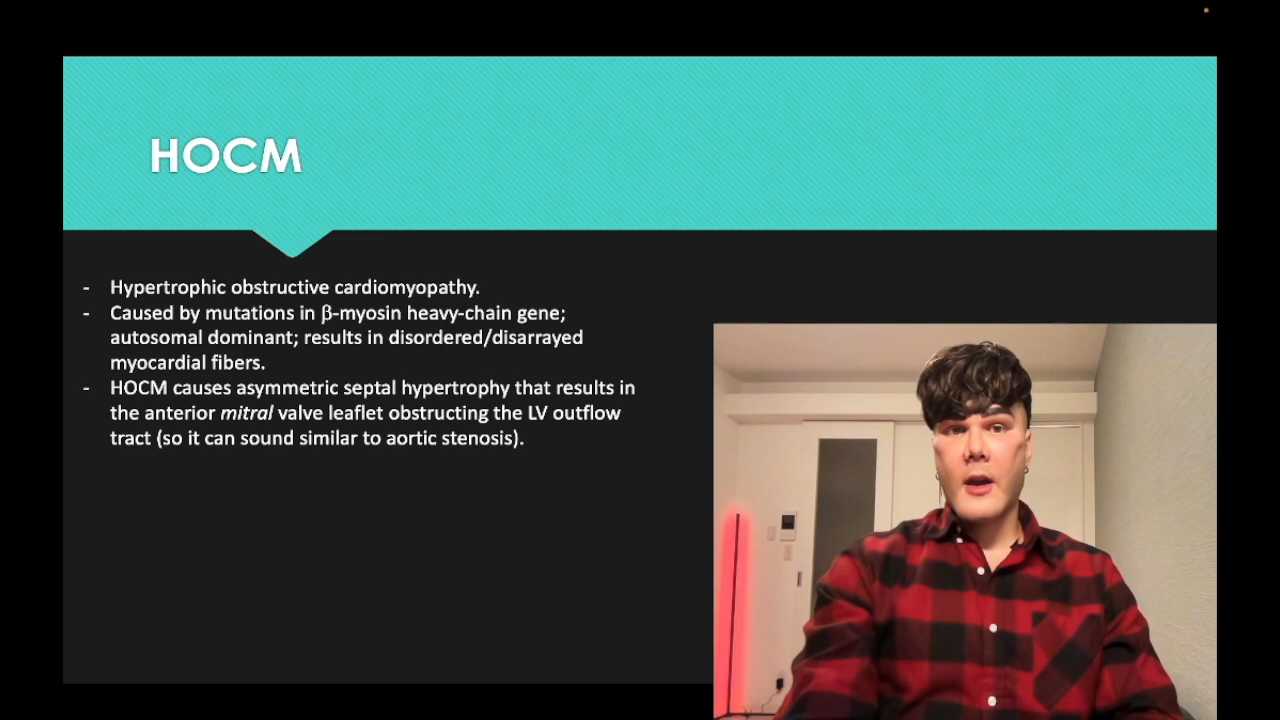 HOCM
- Hypertrophic obstructive cardiomyopathy.
- Caused by mutations in β-myosin heavy-chain gene;
autosomal dominant; results in disordered/disarrayed
myocardial fibers.
- HOCM causes asymmetric septal hypertrophy that results in
the anterior mitral valve leaflet obstructing the LV outflow
tract (so it can sound similar to aortic stenosis).